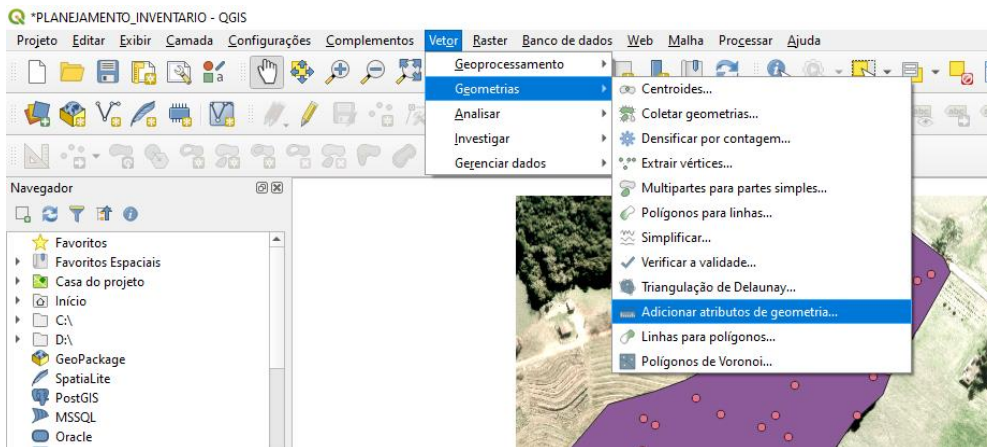 *PLANEJAMENTO_INVENTARIO - QGIS
Projeto Editar Exibir Camada Configurações Complementos Vetor Raster Banco de dados Web Malha Processar Ajuda
Geoprocessamento
Geometrias
Analisar
Investigar
Gerenciar dados
Centroides...
Coletar geometrias...
Densificar por contagem...
Extrair vértices...
Multipartes para partes simples...
Polígonos para linhas...
Simplificar...
Verificar a validade...
Triangulação de Delaunay...
Adicionar atributos de geometria...
Linhas para polígonos...
Polígonos de Voronoi...
Navegador
Favoritos
Favoritos Espaciais
Casa do projeto
Início
C:\
D:\
GeoPackage
SpatiaLite
PostGIS
MSSQL
Oracle